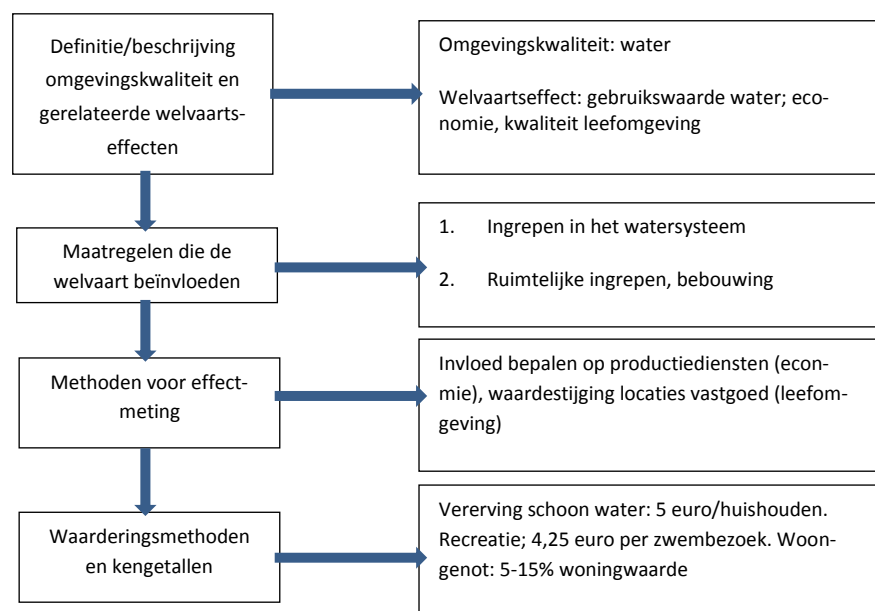 Definitie/beschrijving
omgevingskwaliteit en
gerelateerde welvaarts-
effecten
Omgevingskwaliteit: water
Welvaartseffect: gebruikswaarde water; eco-
nomie, kwaliteit leefomgeving
Maatregelen die de
welvaart beïnvloeden
1. Ingrepen in het watersysteem
2. Ruimtelijke ingrepen, bebouwing
Methoden voor effect-
meting
Invloed bepalen op productiediensten (econ-
mie), waardestijging locaties vastgoed (leefom-
geving)
Waarderingsmethoden
en kengetallen
Vererving schoon water: 5 euro/huishouden.
Recreatie; 4,25 euro per zwembezoek. Woon-
genot: 5-15% woningwaarde